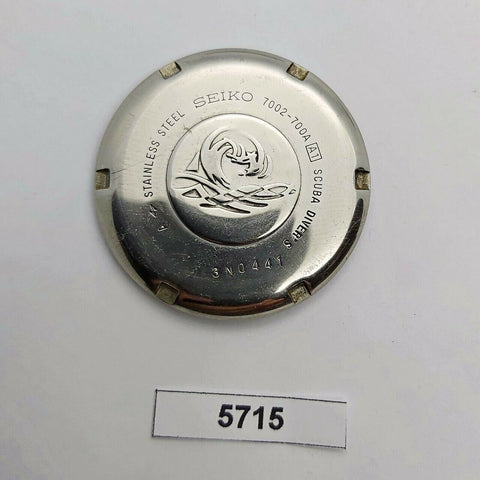 STAINLESS STEEL SEIKO 7002-700A A1 SCUBA DIVER'S
3N0441
5715